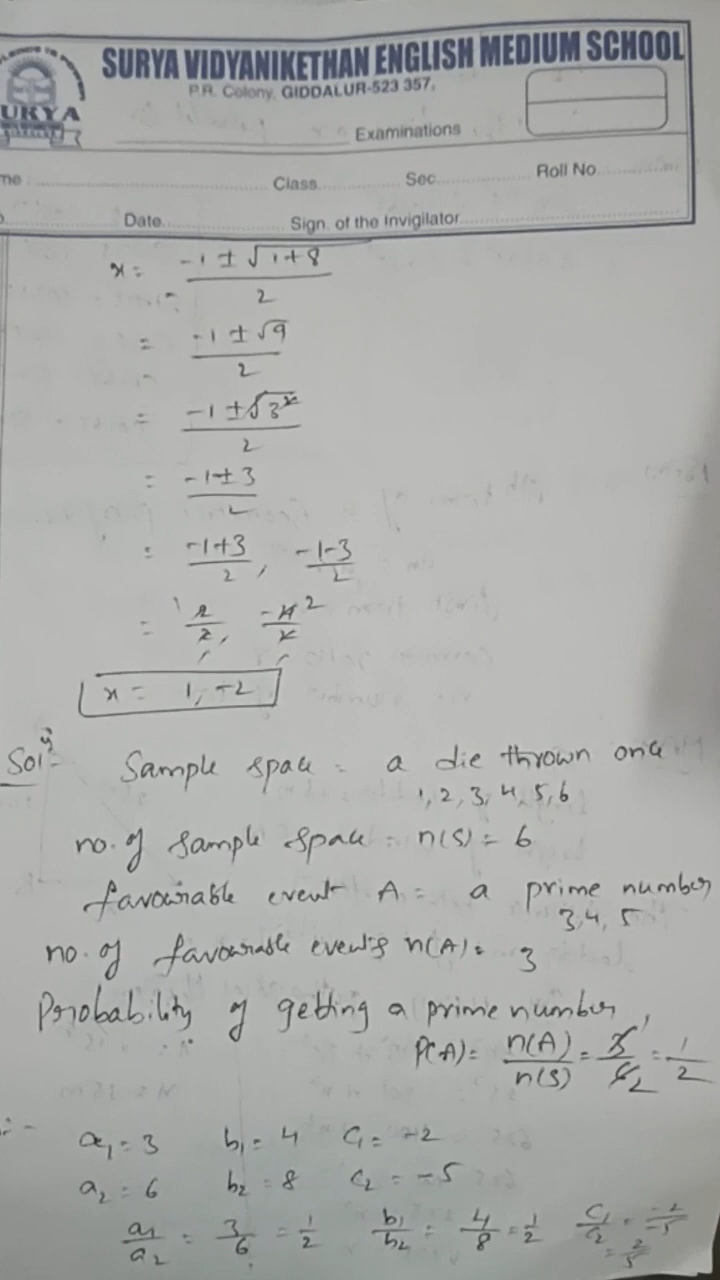 SURYA VIDYANIKETHAN ENGLISH MEDIUM SCHOOL
P.R. Colony, GIDDALUR-523 357.
URYA
Examinations
me Class Sec Roll No
Date Sign. of the Invigilator
x = -1 ± √1+8 / 2
= -1 ± √9 / 2
= -1 ± √3² / 2
= -1 ± 3 / 2
= -1+3 / 2 , -1-3 / 2
= 2/2 , -4/2
x = 1, -2
Sol Sample space = a die thrown once
1, 2, 3, 4, 5, 6
no. of sample space = n(S) = 6
favourable event A = a prime number
3, 4, 5
no. of favourable events n(A) = 3
Probability of getting a prime number,
P(A) = n(A)/n(S) = 3/6 = 1/2
a₁ = 3 b₁ = 4 c₁ = -2
a₂ = 6 b₂ = 8 c₂ = -5
a₁/a₂ = 3/6 = 1/2 b₁/b₂ = 4/8 = 1/2 c₁/c₂ = -2/-5
= 2/5